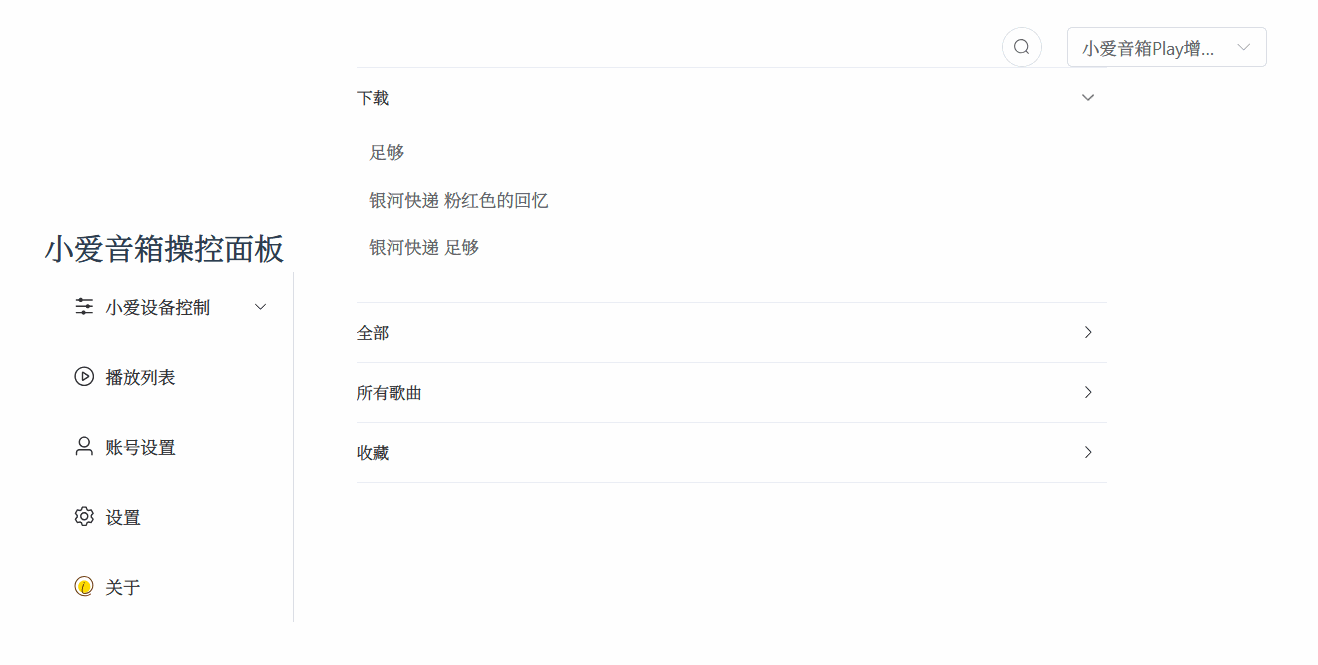 小爱音箱Play增...
下载
足够
银河快递 粉红色的回忆
银河快递 足够
全部
所有歌曲
收藏
小爱音箱操控面板
小爱设备控制
播放列表
账号设置
设置
关于